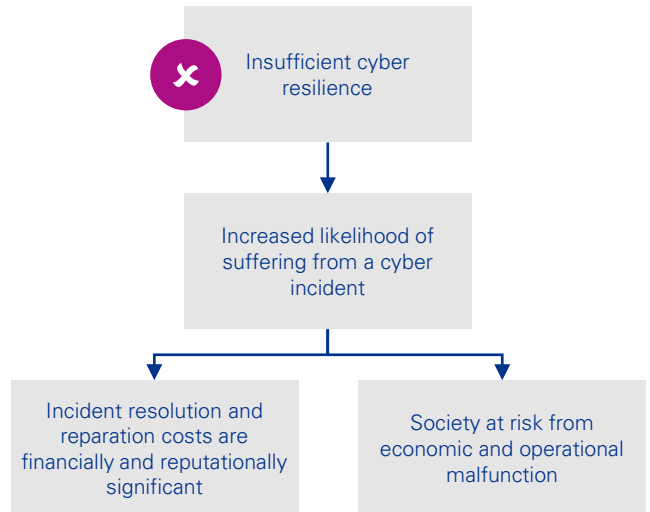 Insufficient cyber
resilience
Increased likelihood of
suffering from a cyber
incident
Incident resolution and
reparation costs are
financially and reputationally
significant
Society at risk from
economic and operational
malfunction